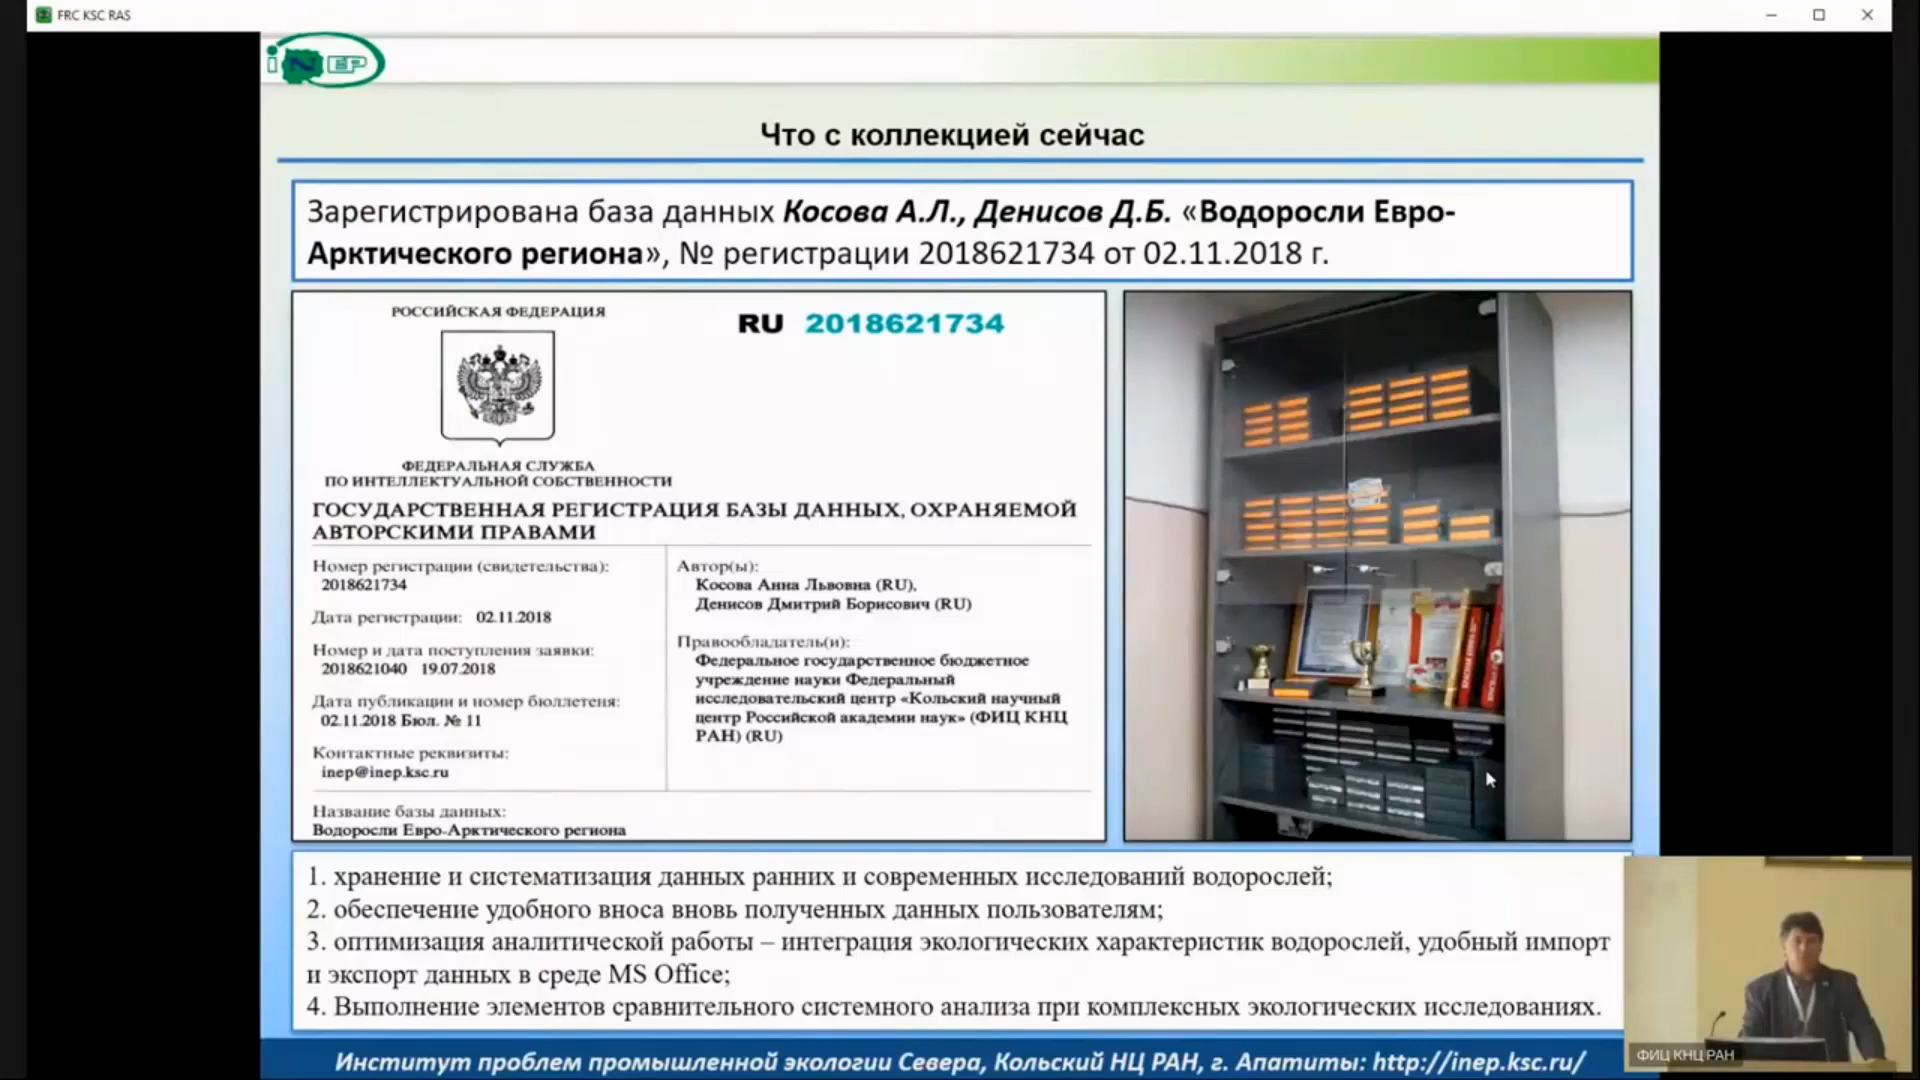 FRC KSC RAS
iNEP
Что с коллекцией сейчас
Зарегистрирована база данных Косова А.Л., Денисов Д.Б. «Водоросли Евро-
Арктического региона», № регистрации 2018621734 от 02.11.2018 г.
РОССИЙСКАЯ ФЕДЕРАЦИЯ
RU 2018621734
ФЕДЕРАЛЬНАЯ СЛУЖБА
ПО ИНТЕЛЛЕКТУАЛЬНОЙ СОБСТВЕННОСТИ
ГОСУДАРСТВЕННАЯ РЕГИСТРАЦИЯ БАЗЫ ДАННЫХ, ОХРАНЯЕМОЙ
АВТОРСКИМИ ПРАВАМИ
Номер регистрации (свидетельства):
2018621734
Дата регистрации: 02.11.2018
Номер и дата поступления заявки:
2018621040 19.07.2018
Дата публикации и номер бюллетеня:
02.11.2018 Бюл. № 11
Контактные реквизиты:
inep@inep.ksc.ru
Автор(ы):
Косова Анна Львовна (RU),
Денисов Дмитрий Борисович (RU)
Правообладатель(и):
Федеральное государственное бюджетное
учреждение науки Федеральный
исследовательский центр «Кольский научный
центр Российской академии наук» (ФИЦ КНЦ
РАН) (RU)
Название базы данных:
Водоросли Евро-Арктического региона
1. хранение и систематизация данных ранних и современных исследований водорослей;
2. обеспечение удобного вноса вновь полученных данных пользователям;
3. оптимизация аналитической работы – интеграция экологических характеристик водорослей, удобный импорт
и экспорт данных в среде MS Office;
4. Выполнение элементов сравнительного системного анализа при комплексных экологических исследованиях.
Институт проблем промышленной экологии Севера, Кольский НЦ РАН, г. Апатиты: http://inep.ksc.ru/
ФИЦ КНЦ РАН